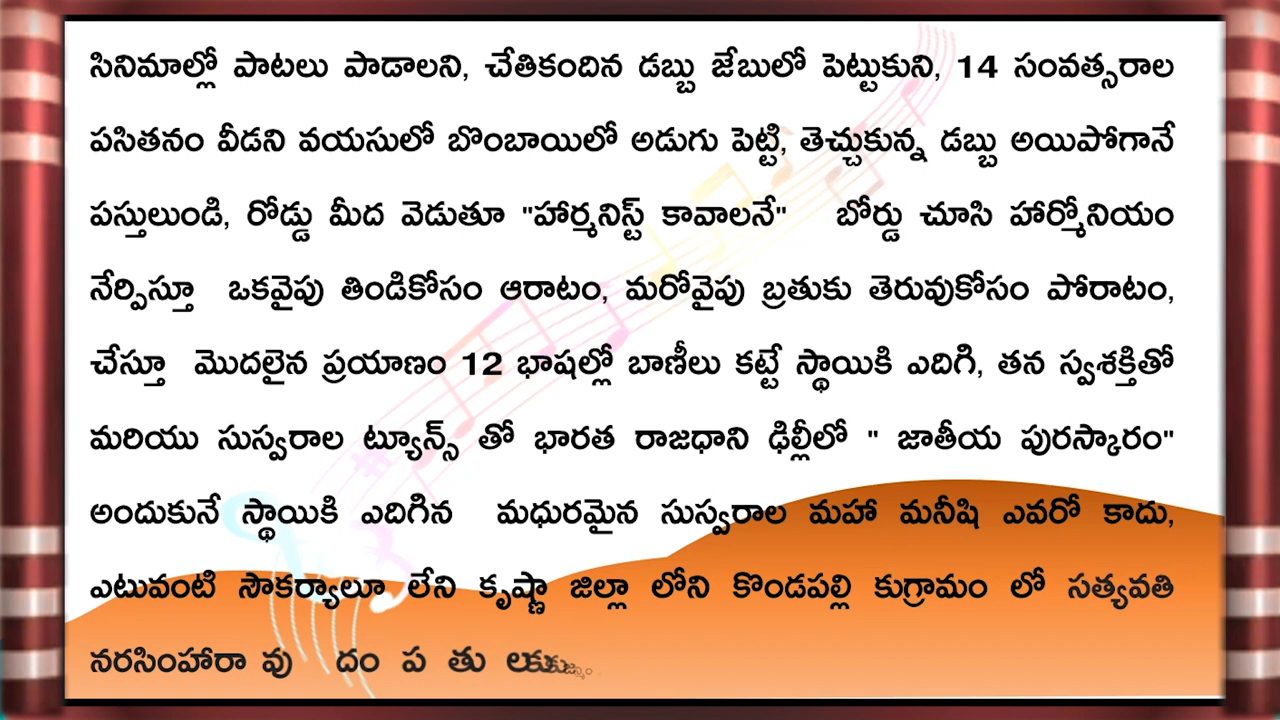 సినిమాల్లో పాటలు పాడాలని, చేతికందిన డబ్బు జేబులో పెట్టుకుని, 14 సంవత్సరాల
పసితనం వీడని వయసులో బొంబాయిలో అడుగు పెట్టి, తెచ్చుకున్న డబ్బు అయిపోగానే
పస్తులుండి, రోడ్డు మీద వెడుతూ "హార్మనిస్ట్ కావాలనే" బోర్డు చూసి హార్మోనియం
నేర్పిస్తూ ఒకవైపు తిండికోసం ఆరాటం, మరోవైపు బ్రతుకు తెరువుకోసం పోరాటం,
చేస్తూ మొదలైన ప్రయాణం 12 భాషల్లో బాణీలు కట్టే స్థాయికి ఎదిగి, తన స్వశక్తితో
మరియు సుస్వరాల ట్యూన్స్ తో భారత రాజధాని ఢిల్లీలో " జాతీయ పురస్కారం"
అందుకునే స్థాయికి ఎదిగిన మధురమైన సుస్వరాల మహా మనీషి ఎవరో కాదు,
ఎటువంటి సౌకర్యాలూ లేని కృష్ణా జిల్లా లోని కొండపల్లి కుగ్రామం లో సత్యవతి
నరసింహారా వు దం ప తు ల